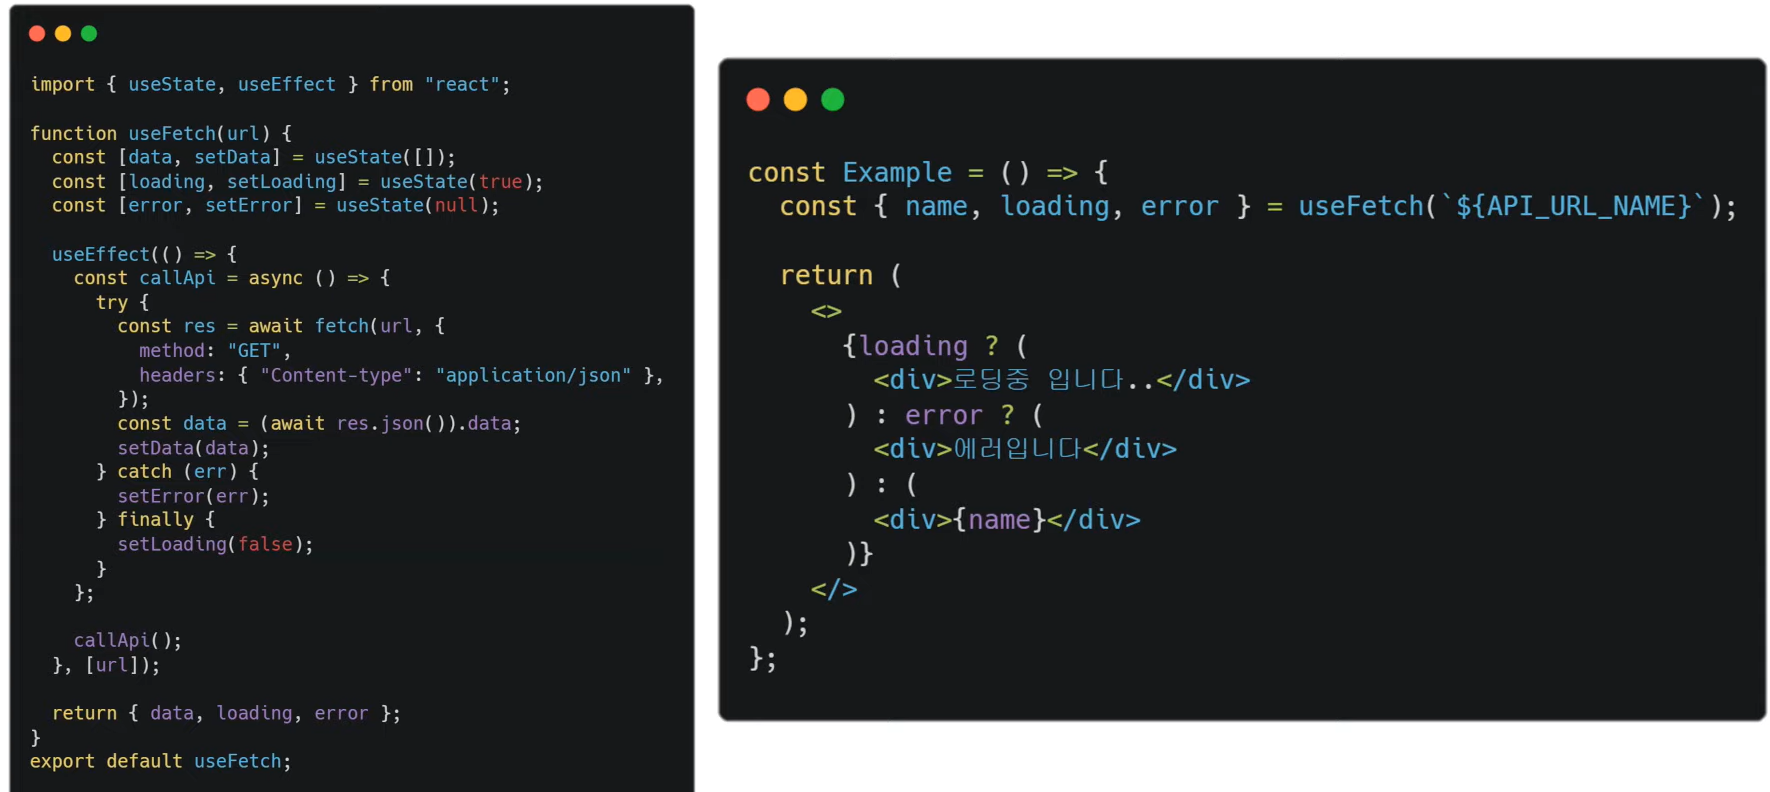 import { useState, useEffect } from "react";
function useFetch(url) {
const [data, setData] = useState([]);
const [loading, setLoading] = useState(true);
const [error, setError] = useState(null);
useEffect(() => {
const callApi = async () => {
try {
const res = await fetch(url, {
method: "GET",
headers: { "Content-type": "application/json" },
});
const data = (await res.json()).data;
setData(data);
} catch (err) {
setError(err);
} finally {
setLoading(false);
}
};
callApi();
}, [url]);
return { data, loading, error };
}
export default useFetch;
const Example = () => {
const { name, loading, error } = useFetch(`${API_URL_NAME}`);
return (
<>
{loading ? (
<div>로딩중 입니다..</div>
) : error ? (
<div>에러입니다</div>
) : (
<div>{name}</div>
)}
</>
);
};